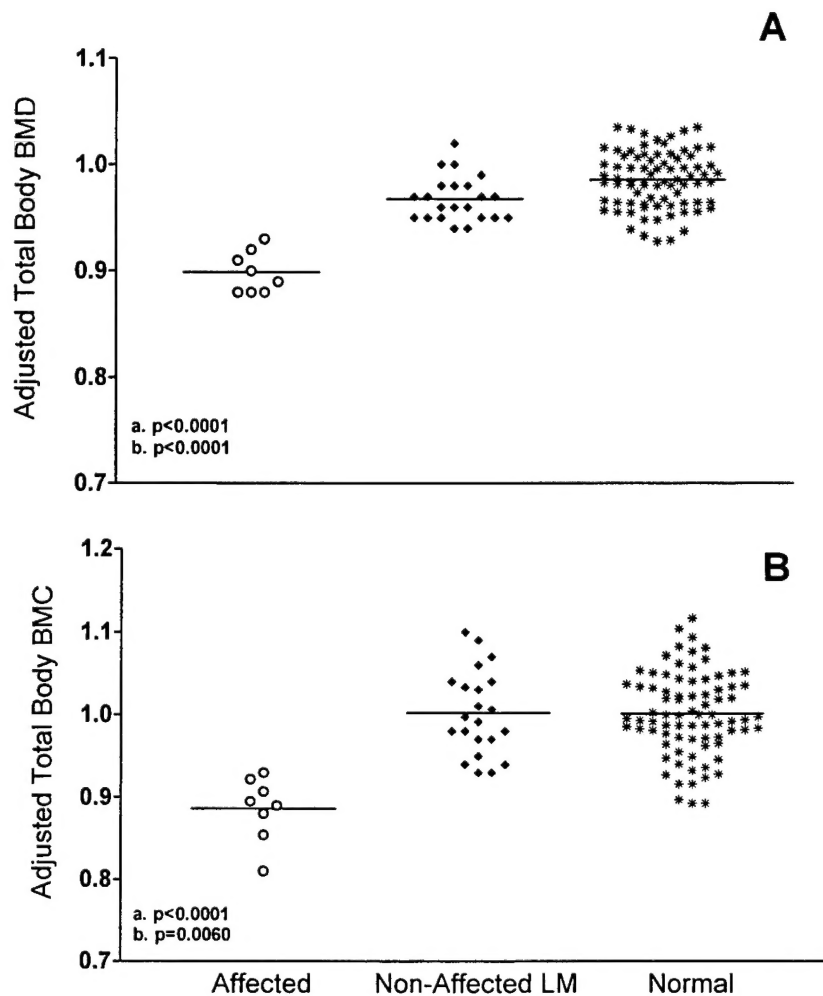 A
Adjusted Total Body BMD
1.1
1.0
0.9
0.8
0.7
a. p<0.0001
b. p<0.0001
B
Adjusted Total Body BMC
1.2
1.1
1.0
0.9
0.8
0.7
a. p<0.0001
b. p=0.0060
Affected Non-Affected LM Normal